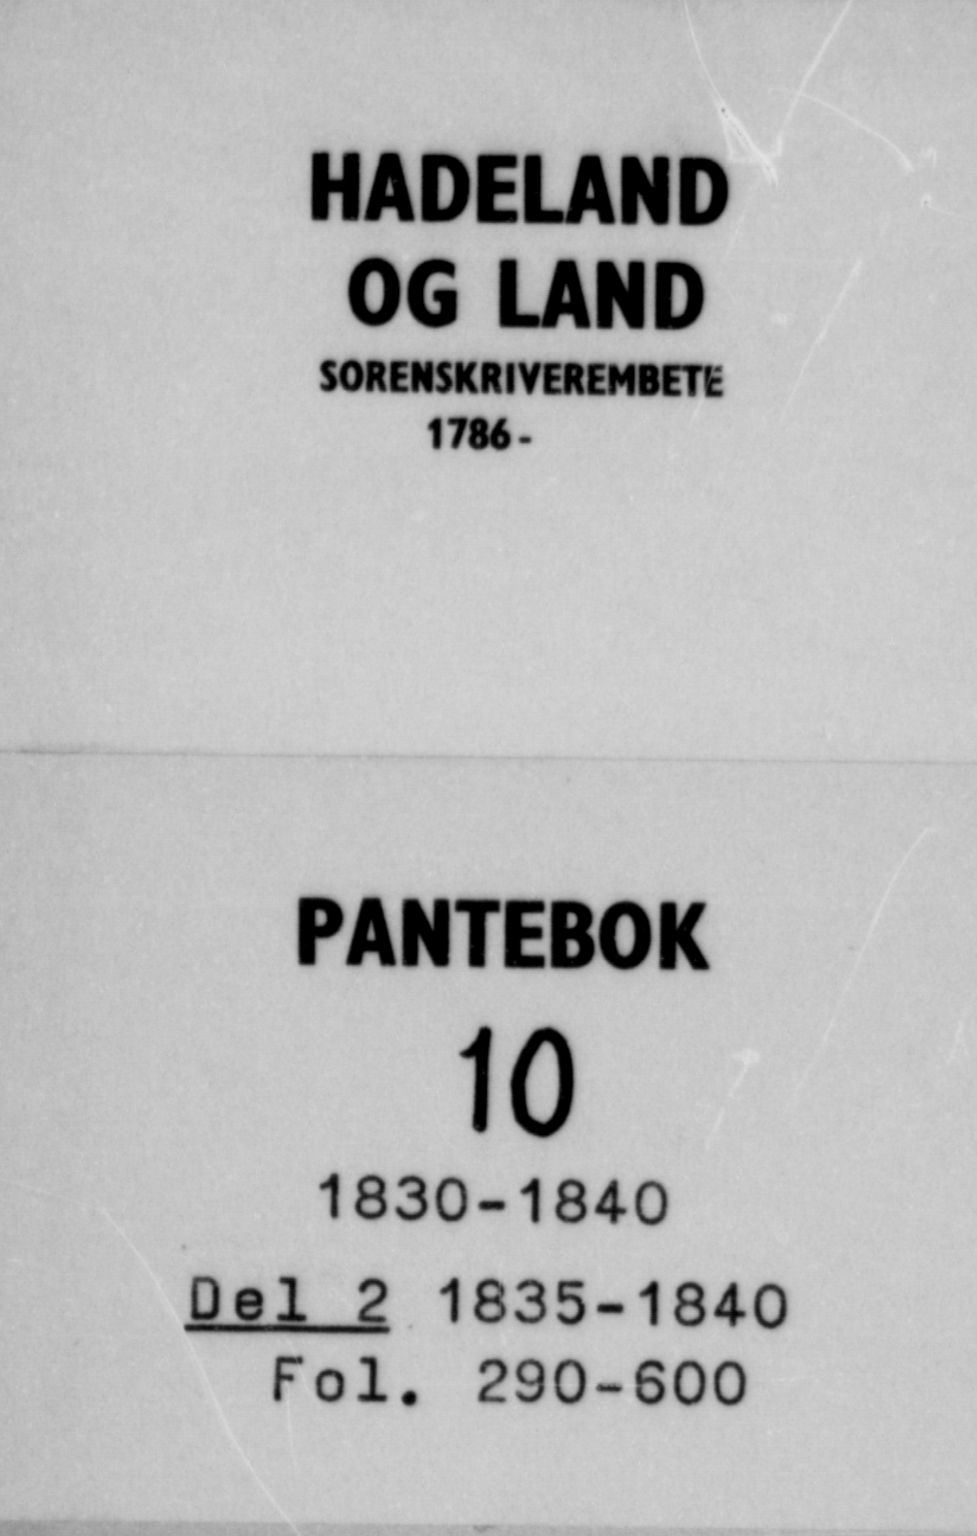 HADELAND
OG LAND
SORENSKRIVEREMBETE
1786-
PANTEBOK
10
1830-1840
Del 2 1835-1840
Fol. 290-600